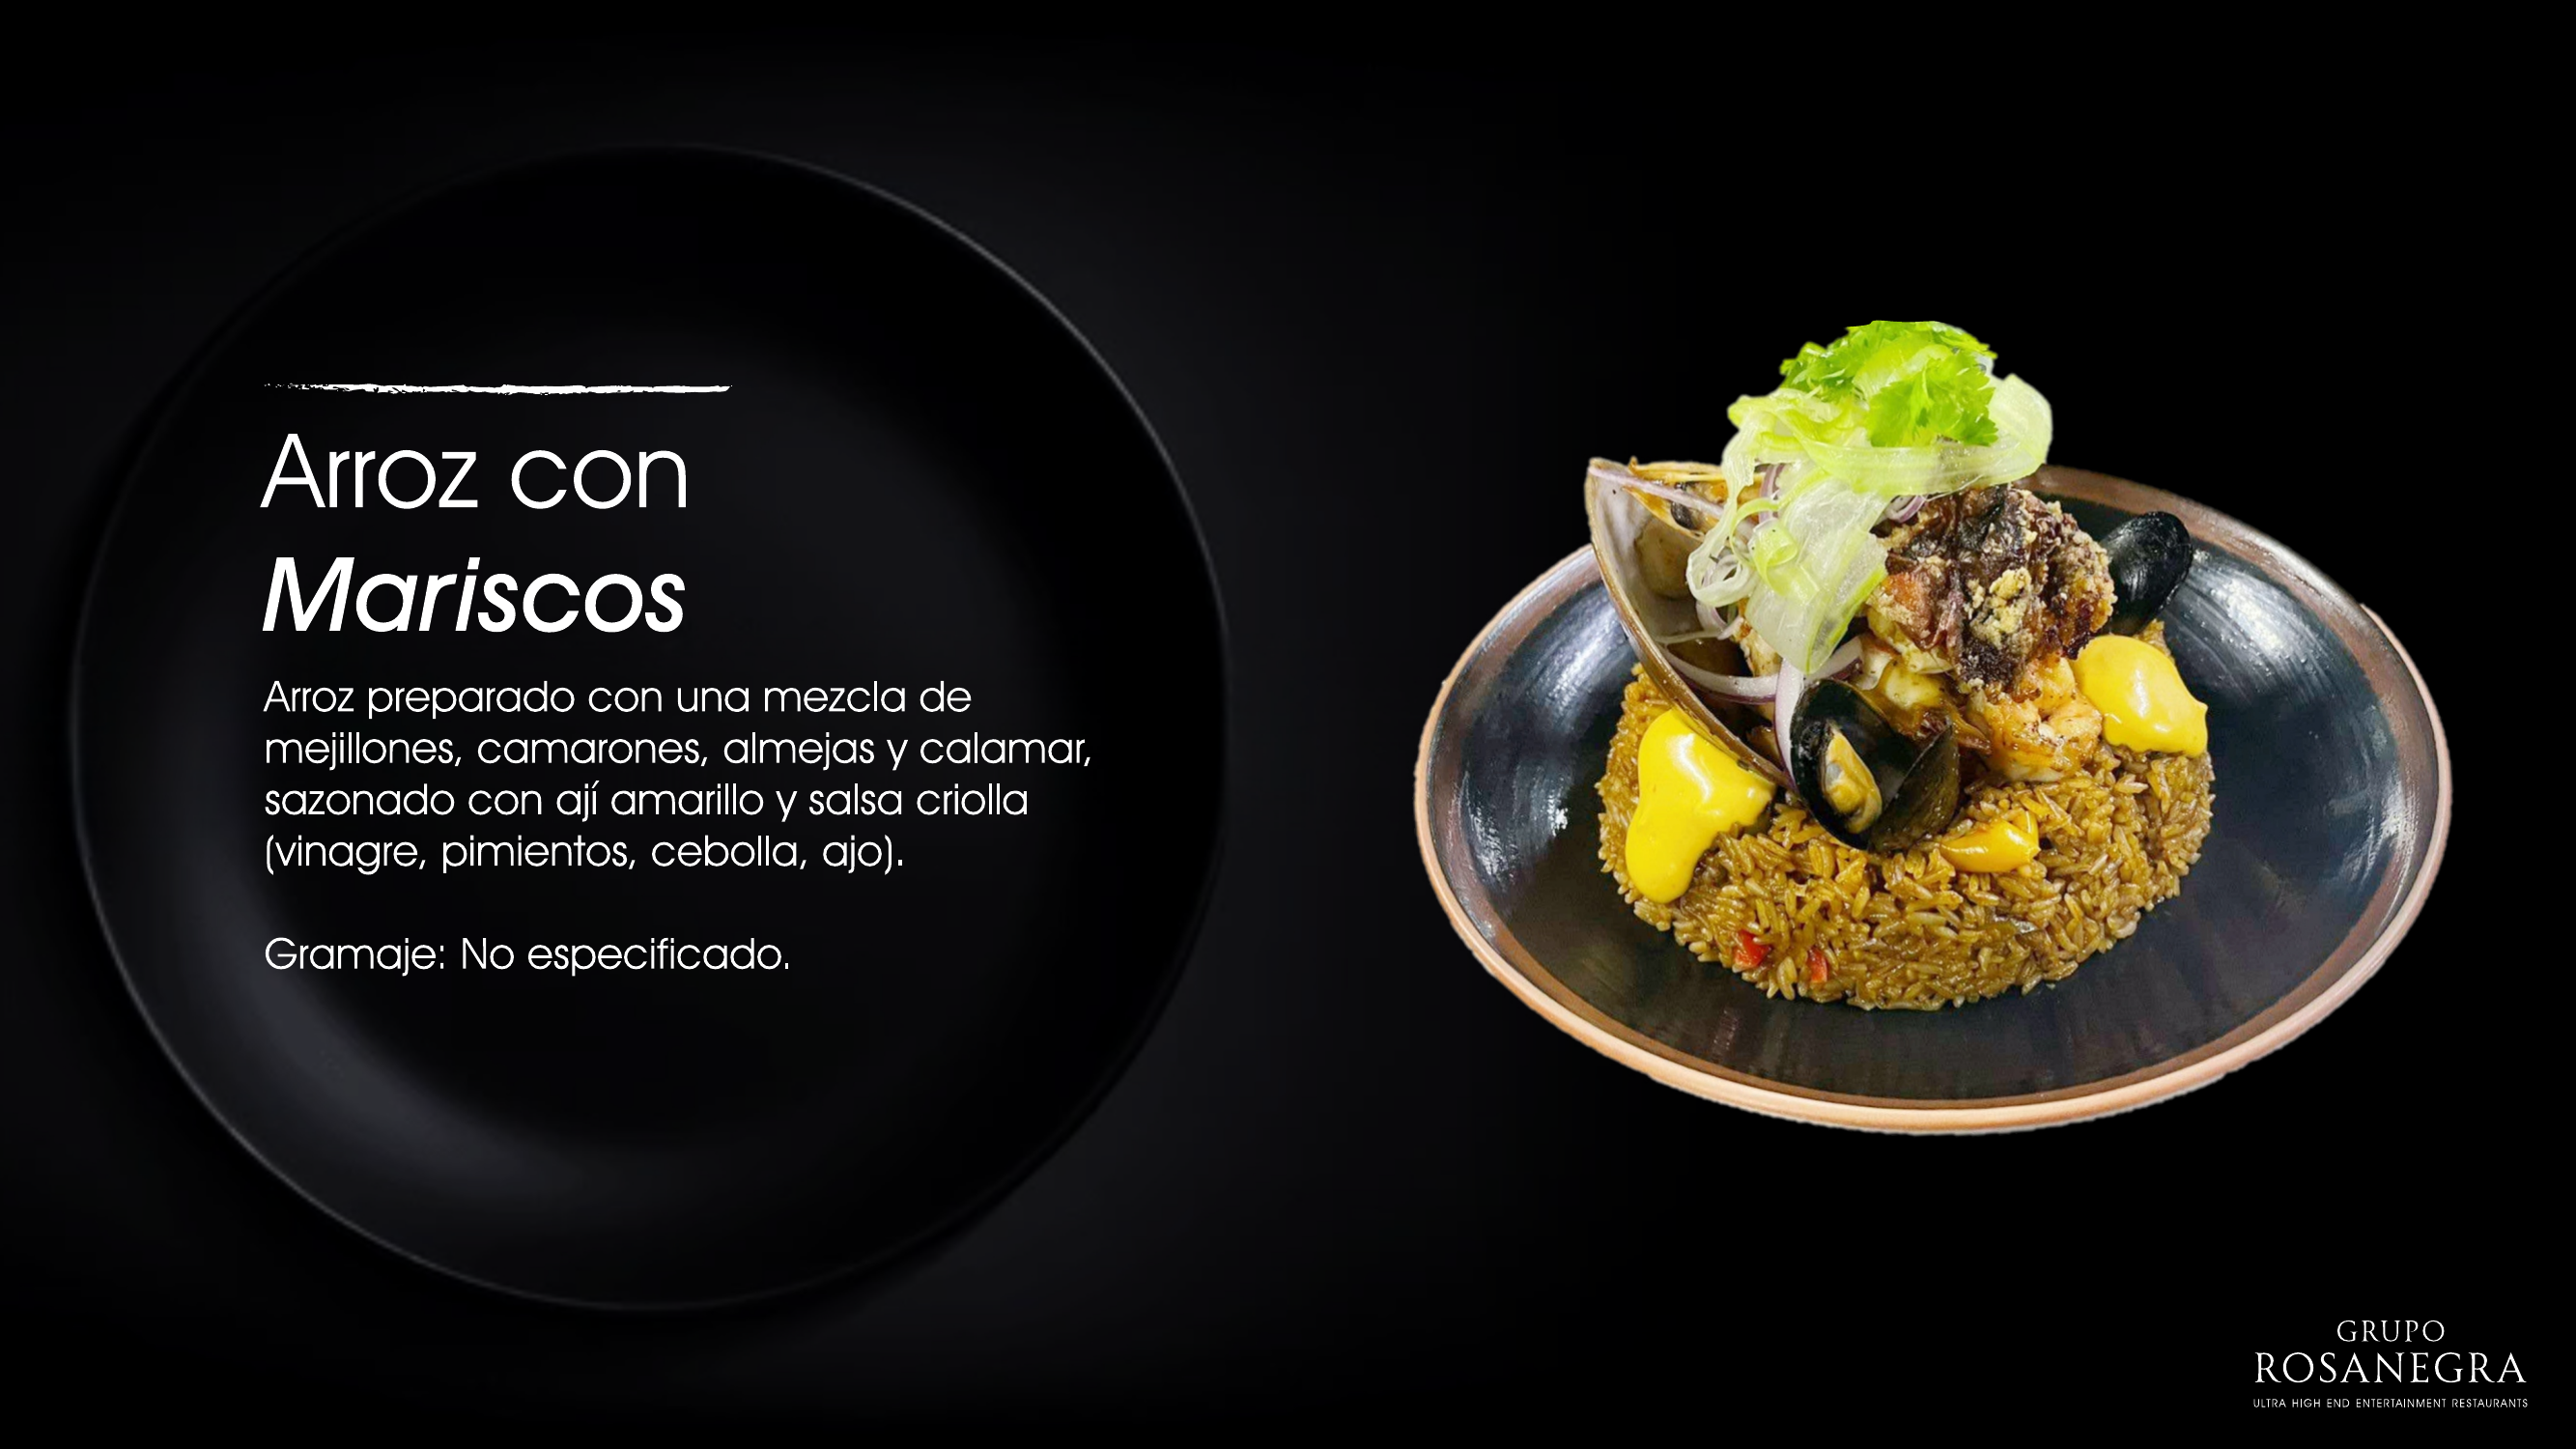 Arroz con
Mariscos
Arroz preparado con una mezcla de
mejillones, camarones, almejas y calamar,
sazonado con ají amarillo y salsa criolla
(vinagre, pimientos, cebolla, ajo).
Gramaje: No especificado.
GRUPO
ROSANEGRA
ULTRA HIGH END ENTERTAINMENT RESTAURANTS